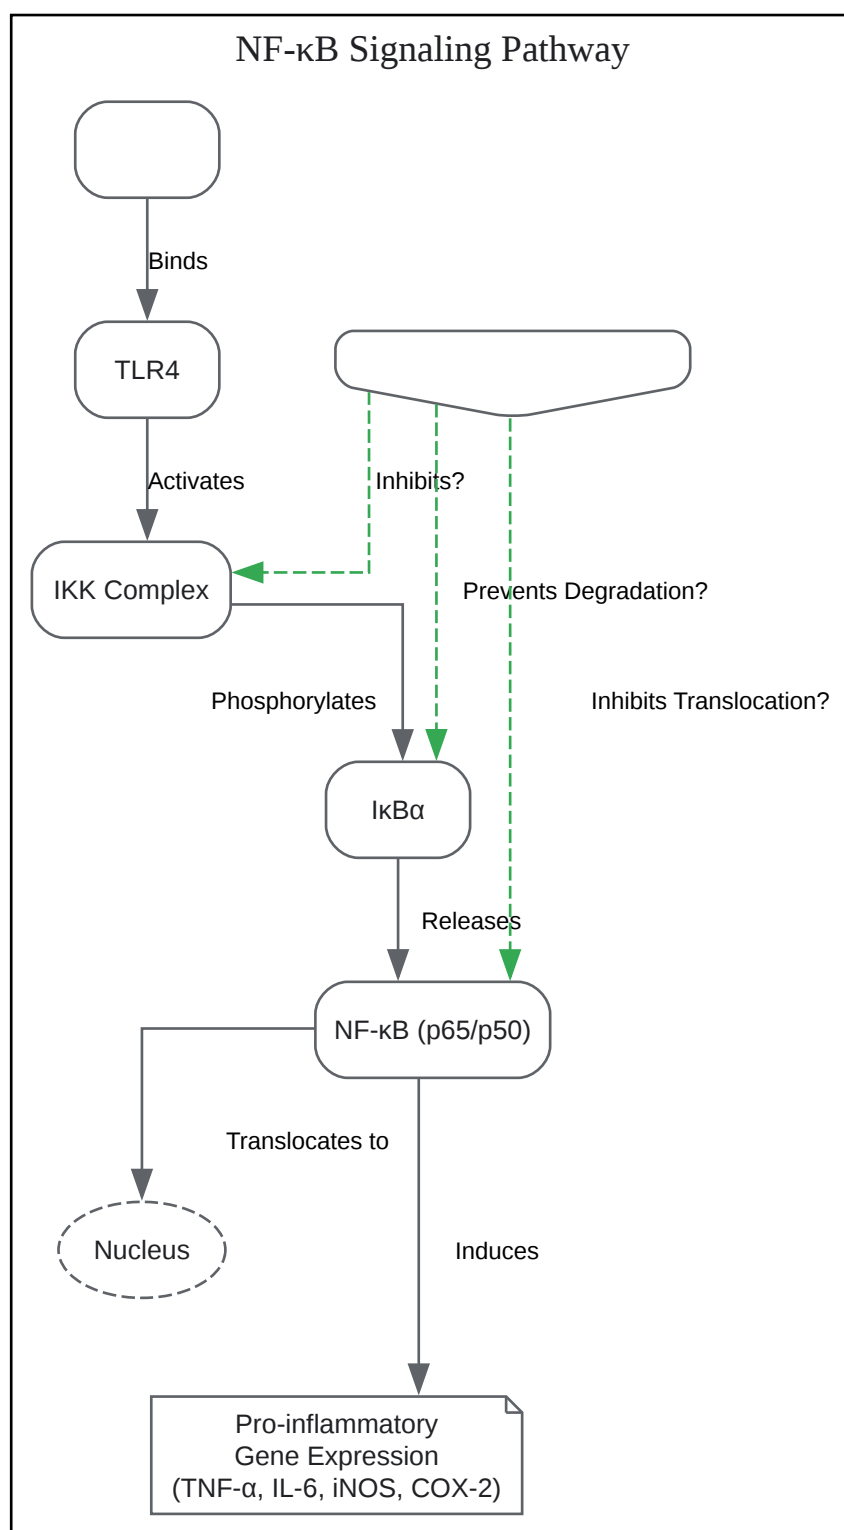 NF-κB Signaling Pathway
Binds
TLR4
Activates
Inhibits?
IKK Complex
Prevents Degradation?
Phosphorylates
Inhibits Translocation?
IκBα
Releases
NF-κB (p65/p50)
Translocates to
Nucleus
Induces
Pro-inflammatory
Gene Expression
(TNF-α, IL-6, iNOS, COX-2)